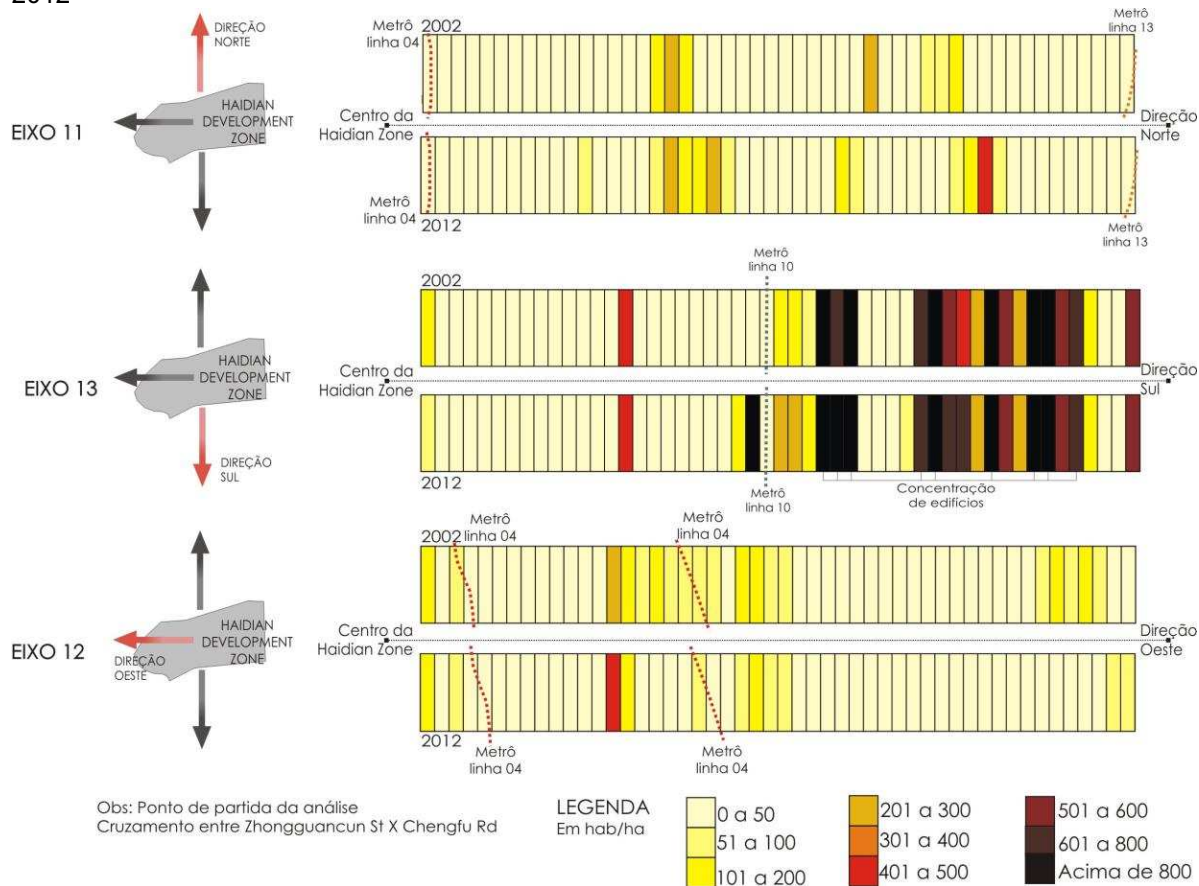 2012
EIXO 11
DIREÇÃO
NORTE
HAIDIAN
DEVELOPMENT
ZONE
Metrô
linha 04
2002
Metrô
linha 13
Centro da
Haidian Zone
Direção
Norte
Metrô
linha 04
2012
Metrô
linha 13
EIXO 13
HAIDIAN
DEVELOPMENT
ZONE
DIREÇÃO
SUL
2002
Metrô
linha 10
Centro da
Haidian Zone
Direção
Sul
2012
Metrô
linha 10
Concentração
de edifícios
EIXO 12
HAIDIAN
DEVELOPMENT
ZONE
DIREÇÃO
OESTE
2002
Metrô
linha 04
Metrô
linha 04
Centro da
Haidian Zone
Direção
Oeste
2012
Metrô
linha 04
Metrô
linha 04
Obs: Ponto de partida da análise
Cruzamento entre Zhongguancun St X Chengfu Rd
LEGENDA
Em hab/ha
0 a 50
51 a 100
101 a 200
201 a 300
301 a 400
401 a 500
501 a 600
601 a 800
Acima de 800